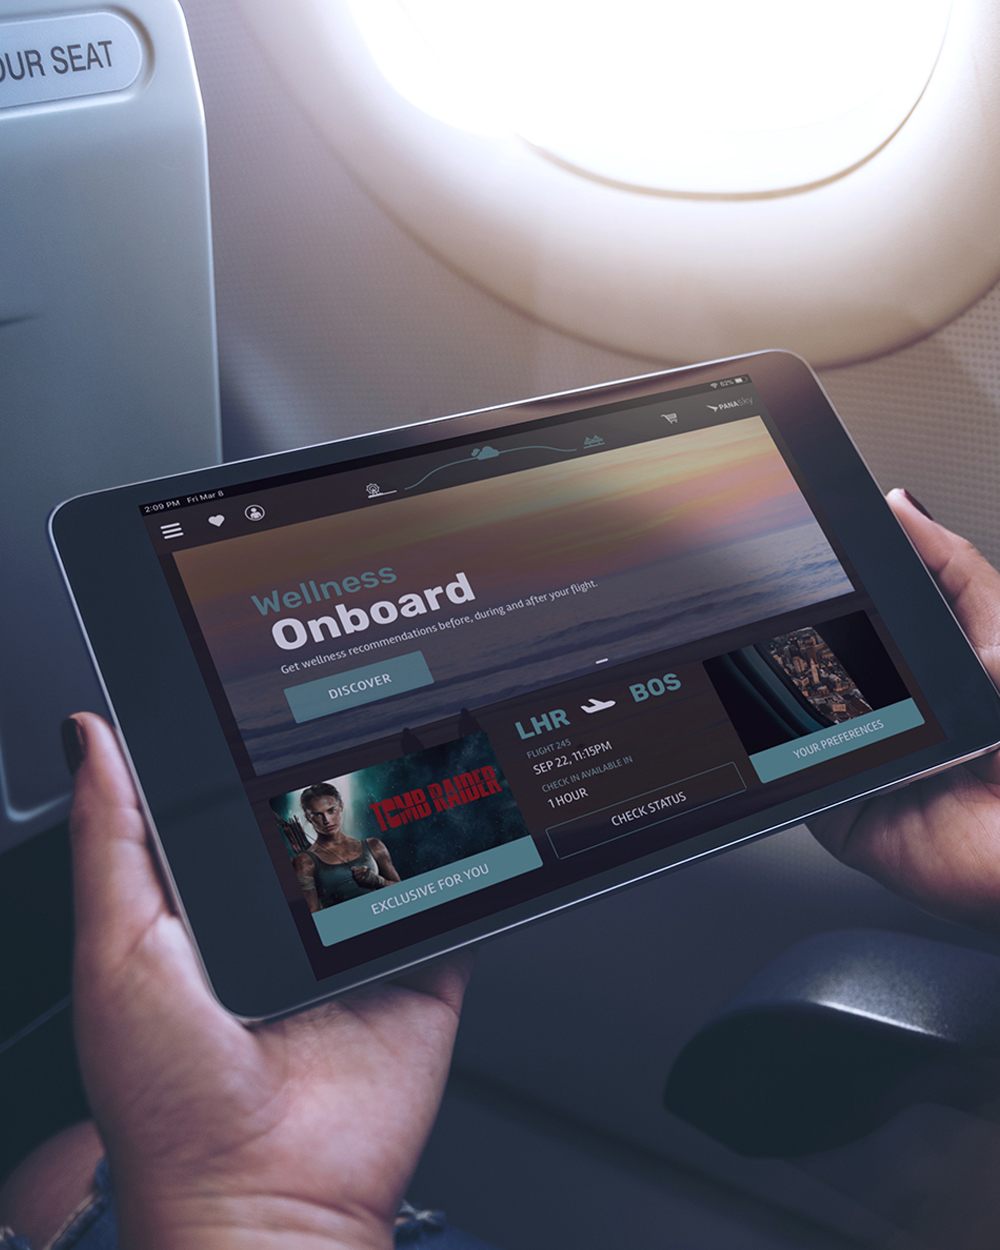 OUR SEAT
2:09 PM Fri Mar 8
82%
PANAsky
Wellness
Onboard
Get wellness recommendations before, during and after your flight.
DISCOVER
TOMB RAIDER
EXCLUSIVE FOR YOU
LHR BOS
FLIGHT 245
SEP 22, 11:15PM
CHECK IN AVAILABLE IN
1 HOUR
CHECK STATUS
YOUR PREFERENCES